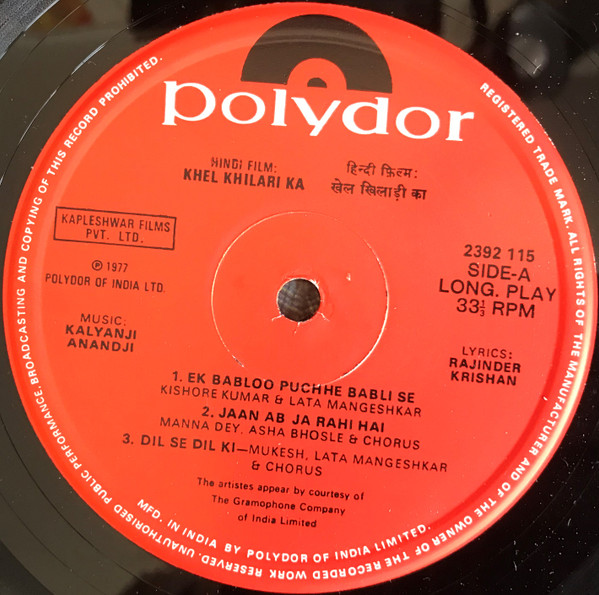 polydor
HINDI FILM:
KHEL KHILARI KA
हिन्दी फ़िल्म:
खेल खिलाड़ी का
KAPLESHWAR FILMS
PVT. LTD.
℗ 1977
POLYDOR OF INDIA LTD.
2392 115
SIDE-A
LONG. PLAY
33⅓ RPM
MUSIC:
KALYANJI
ANANDJI
LYRICS:
RAJINDER
KRISHAN
1. EK BABLOO PUCHHE BABLI SE
KISHORE KUMAR & LATA MANGESHKAR
2. JAAN AB JA RAHI HAI
MANNA DEY, ASHA BHOSLE & CHORUS
3. DIL SE DIL KI—MUKESH, LATA MANGESHKAR
& CHORUS
The artistes appear by courtesy of
The Gramophone Company
of India Limited
MFD. IN INDIA BY POLYDOR OF INDIA LIMITED.
REGISTERED TRADE MARK. ALL RIGHTS OF THE MANUFACTURER AND OF THE OWNER OF THE RECORDED WORK RESERVED. UNAUTHORISED PUBLIC PERFORMANCE. BROADCASTING AND COPYING OF THIS RECORD PROHIBITED.